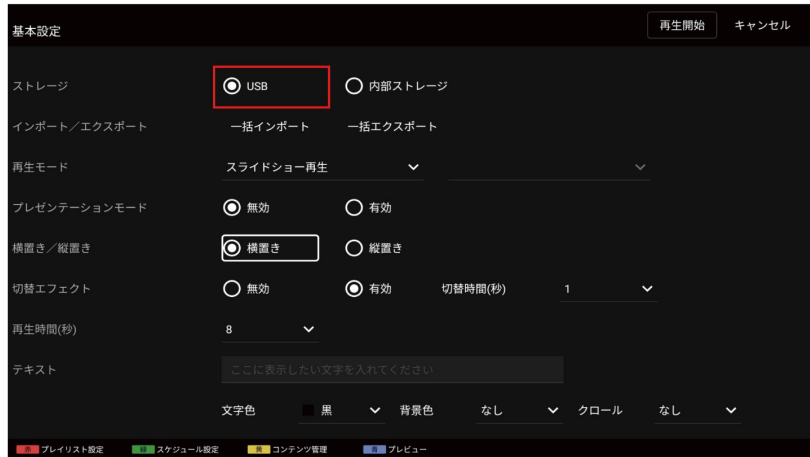 基本設定 再生開始 キャンセル
ストレージ USB 内部ストレージ
インポート／エクスポート 一括インポート 一括エクスポート
再生モード スライドショー再生
プレゼンテーションモード 無効 有効
横置き／縦置き 横置き 縦置き
切替エフェクト 無効 有効 切替時間(秒) 1
再生時間(秒) 8
テキスト ここに表示したい文字を入れてください
文字色 黒 背景色 なし クロール なし
赤 プレイリスト設定 緑 スケジュール設定 黄 コンテンツ管理 青 プレビュー